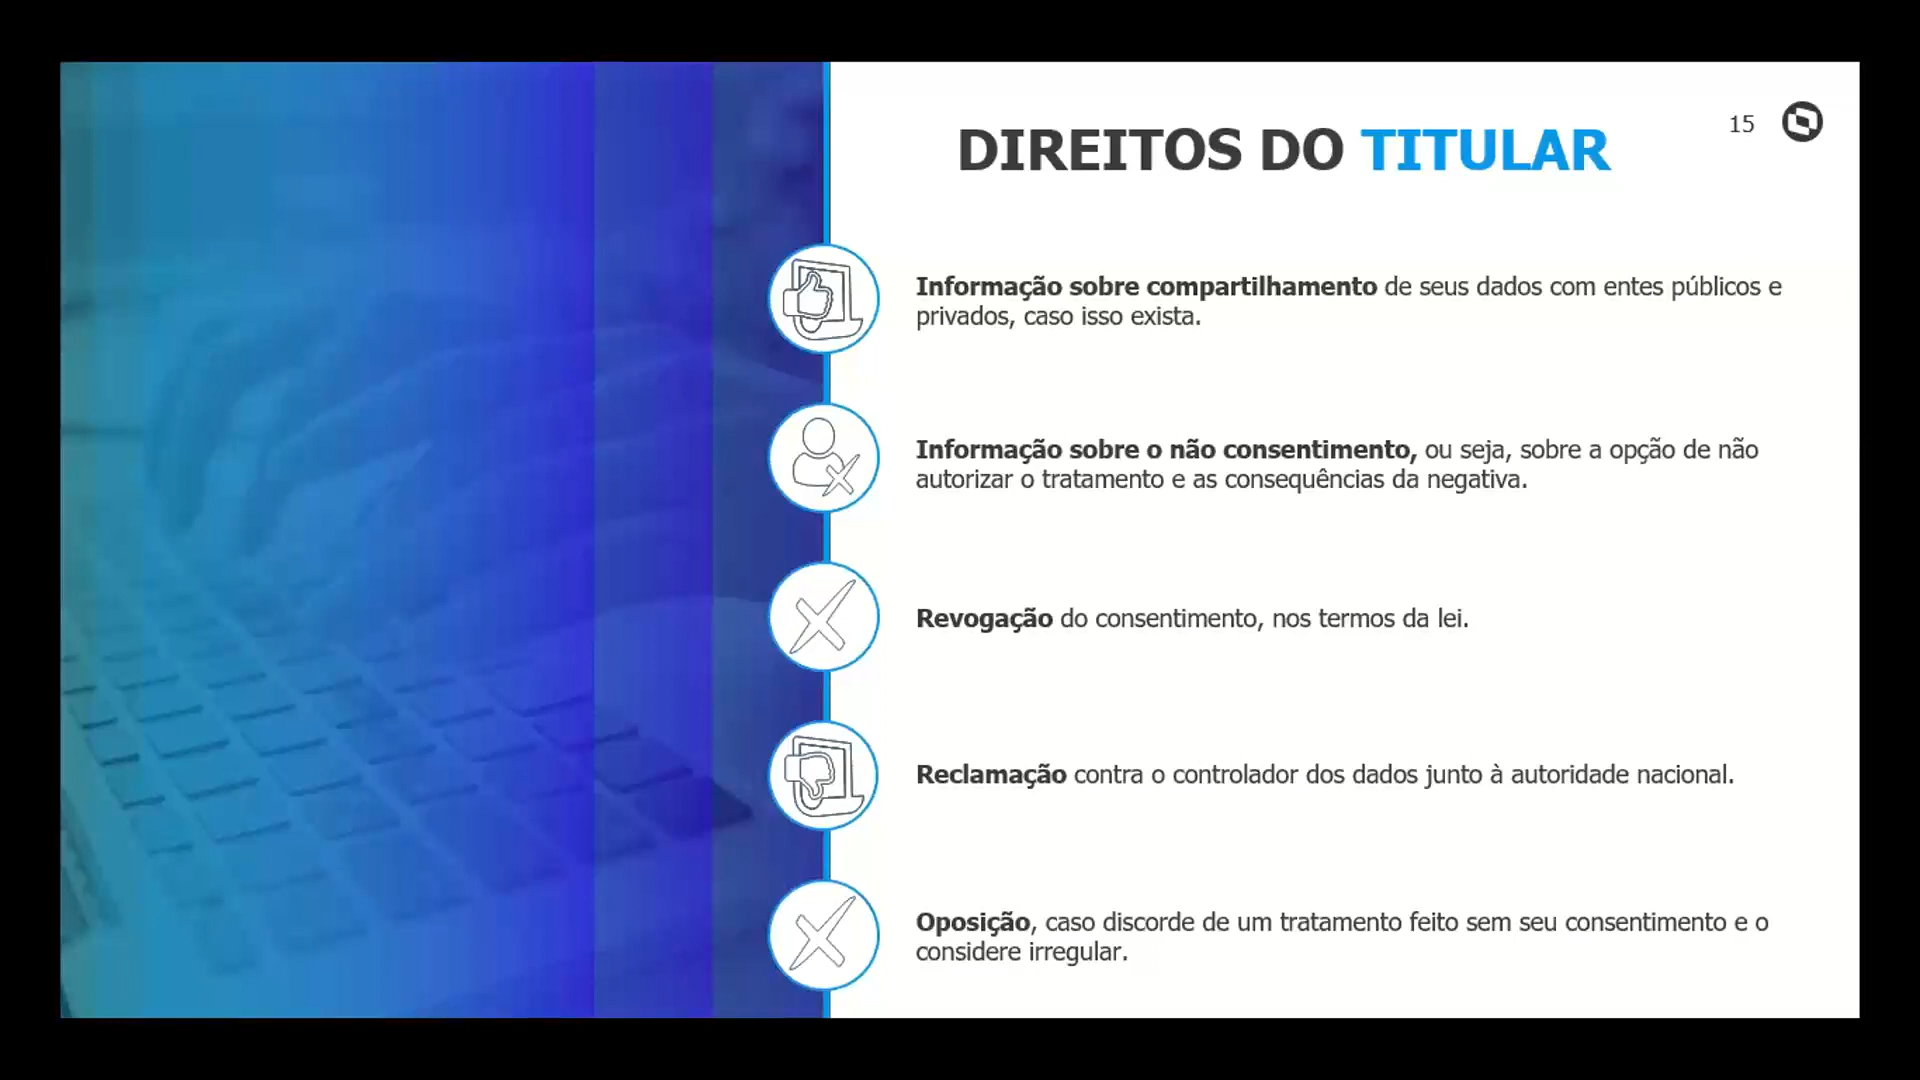 15
DIREITOS DO TITULAR
Informação sobre compartilhamento de seus dados com entes públicos e
privados, caso isso exista.
Informação sobre o não consentimento, ou seja, sobre a opção de não
autorizar o tratamento e as consequências da negativa.
Revogação do consentimento, nos termos da lei.
Reclamação contra o controlador dos dados junto à autoridade nacional.
Oposição, caso discorde de um tratamento feito sem seu consentimento e o
considere irregular.